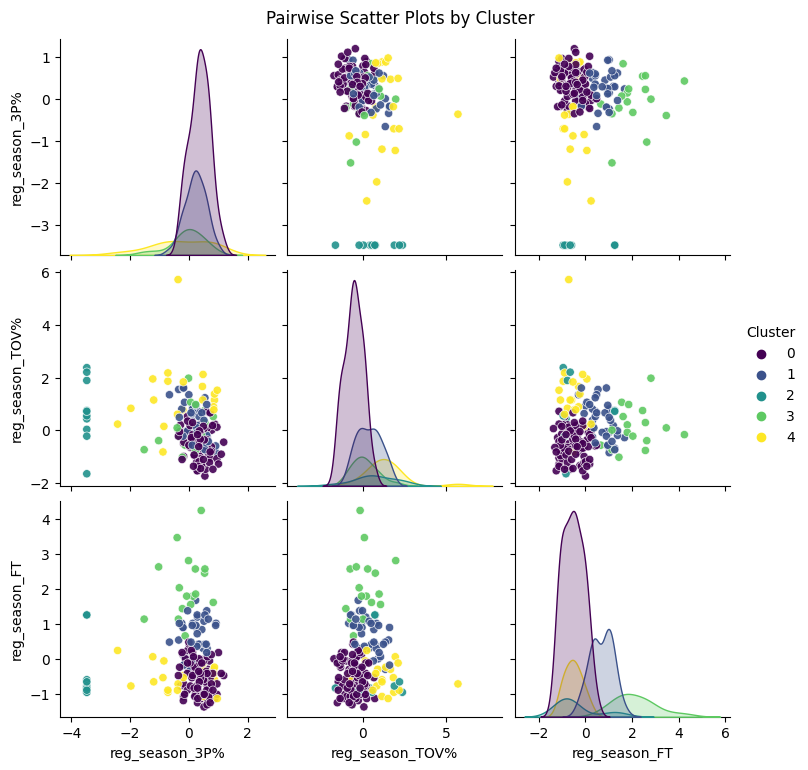 Pairwise Scatter Plots by Cluster
reg_season_3P%
1
0
−1
−2
−3
reg_season_TOV%
6
4
2
0
−2
Cluster
0
1
2
3
4
reg_season_FT
4
3
2
1
0
−1
−4 −2 0 2
0 5
−2 0 2 4 6
reg_season_3P% reg_season_TOV% reg_season_FT